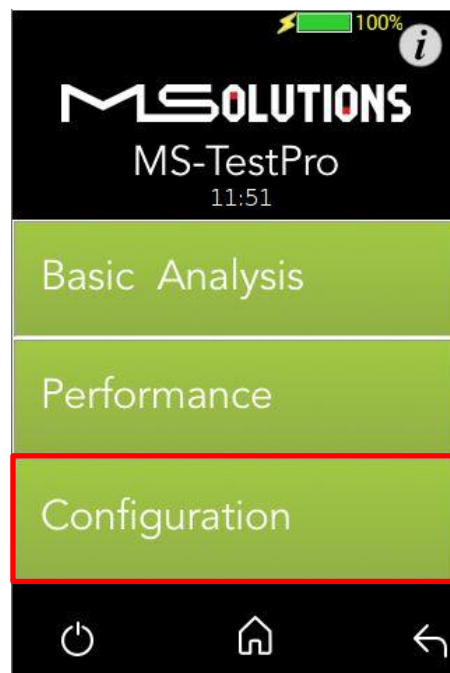 100%
i
MSOLUTIONS
MS-TestPro
11:51
Basic Analysis
Performance
Configuration